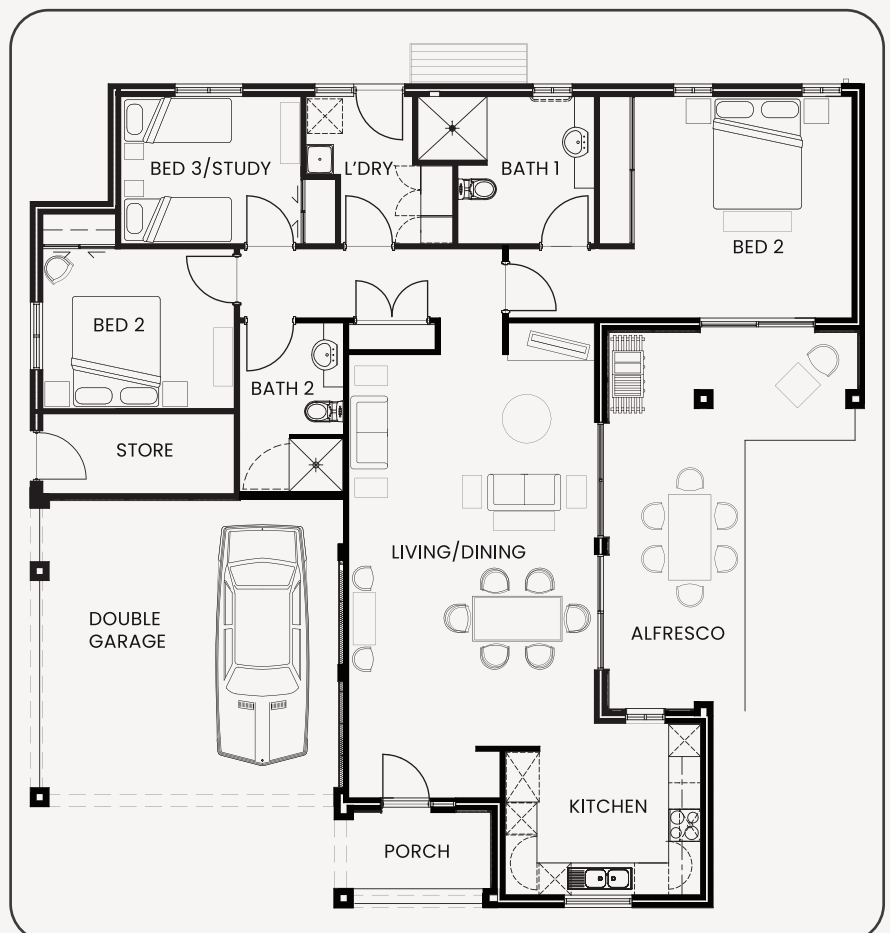 BED 3/STUDY
L'DRY
BATH 1
BED 2
BED 2
BATH 2
STORE
LIVING/DINING
DOUBLE
GARAGE
ALFRESCO
KITCHEN
PORCH